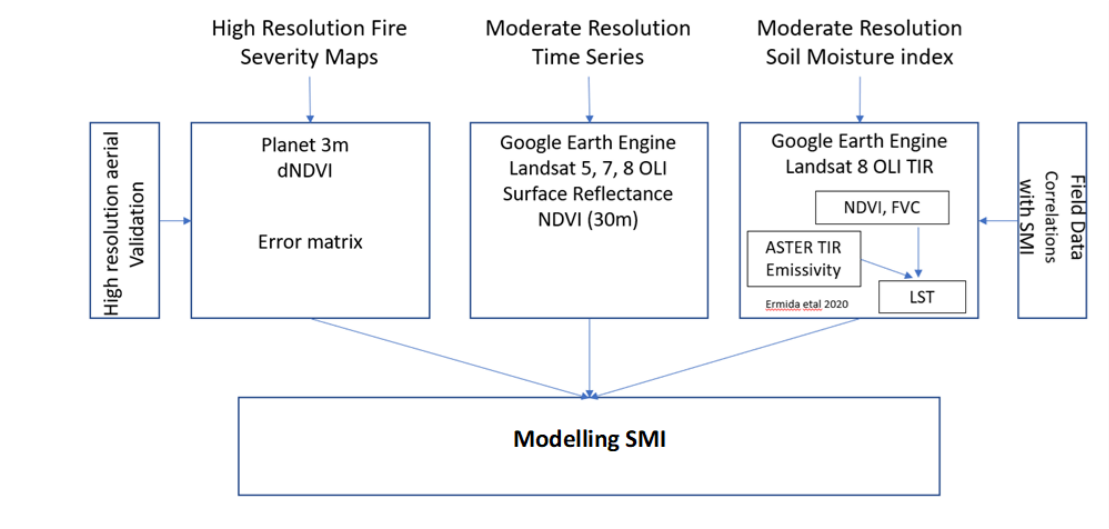 High Resolution Fire
Severity Maps
Moderate Resolution
Time Series
Moderate Resolution
Soil Moisture index
High resolution aerial
Validation
Planet 3m
dNDVI
Error matrix
Google Earth Engine
Landsat 5, 7, 8 OLI
Surface Reflectance
NDVI (30m)
Google Earth Engine
Landsat 8 OLI TIR
NDVI, FVC
ASTER TIR
Emissivity
LST
Ermida etal 2020
Field Data
Correlations
with SMI
Modelling SMI